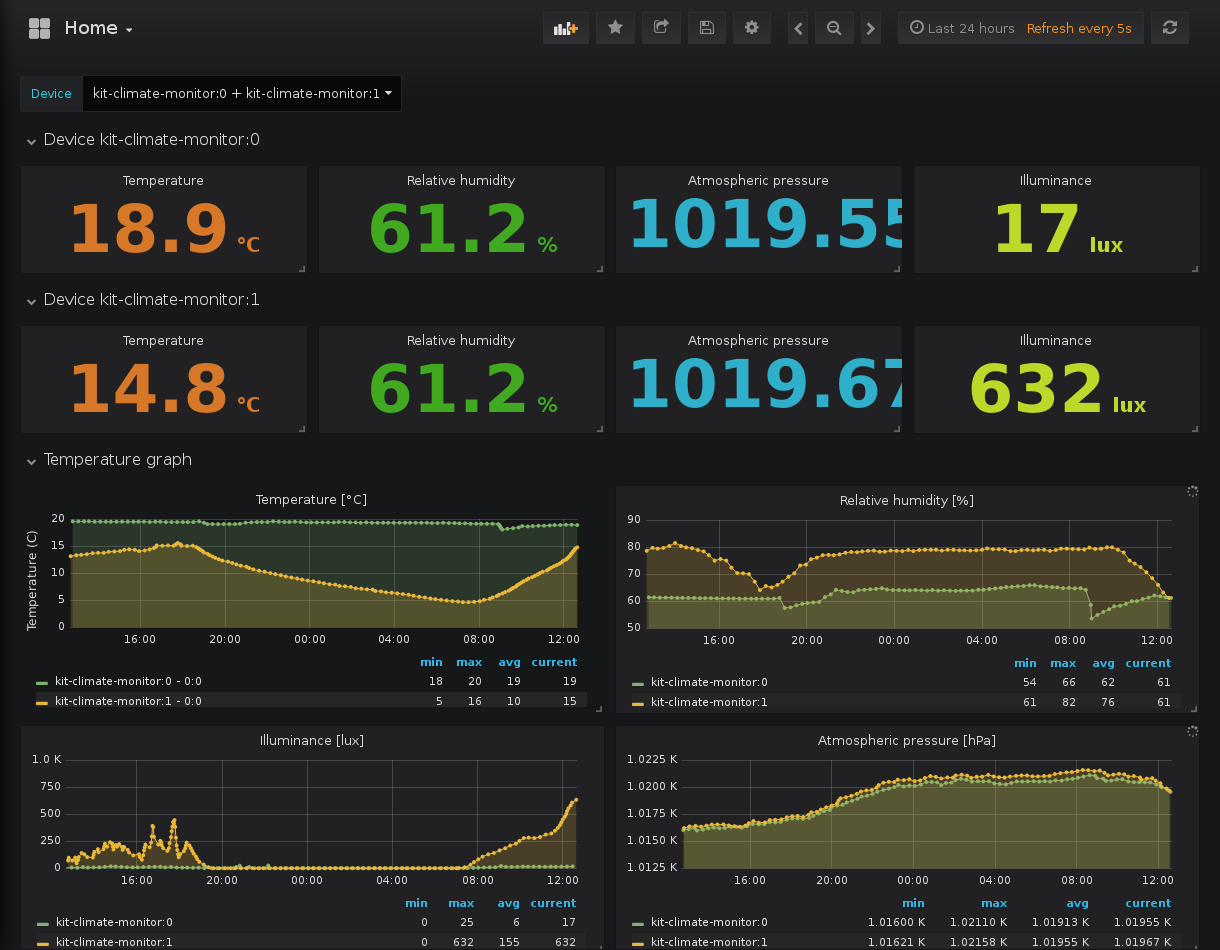 Home
Last 24 hours Refresh every 5s
Device kit-climate-monitor:0 + kit-climate-monitor:1
Device kit-climate-monitor:0
Temperature Relative humidity Atmospheric pressure Illuminance
18.9 °C 61.2 % 1019.55 17 lux
Device kit-climate-monitor:1
Temperature Relative humidity Atmospheric pressure Illuminance
14.8 °C 61.2 % 1019.67 632 lux
Temperature graph
Temperature [°C]
Temperature (C)
20
15
10
5
0
16:00 20:00 00:00 04:00 08:00 12:00
min max avg current
kit-climate-monitor:0 - 0:0 18 20 19 19
kit-climate-monitor:1 - 0:0 5 16 10 15
Relative humidity [%]
90
80
70
60
50
16:00 20:00 00:00 04:00 08:00 12:00
min max avg current
kit-climate-monitor:0 54 66 62 61
kit-climate-monitor:1 61 82 76 61
Illuminance [lux]
1.0 K
750
500
250
0
16:00 20:00 00:00 04:00 08:00 12:00
min max avg current
kit-climate-monitor:0 0 25 6 17
kit-climate-monitor:1 0 632 155 632
Atmospheric pressure [hPa]
1.0225 K
1.0200 K
1.0175 K
1.0150 K
1.0125 K
16:00 20:00 00:00 04:00 08:00 12:00
min max avg current
kit-climate-monitor:0 1.01600 K 1.02110 K 1.01913 K 1.01955 K
kit-climate-monitor:1 1.01621 K 1.02158 K 1.01955 K 1.01967 K